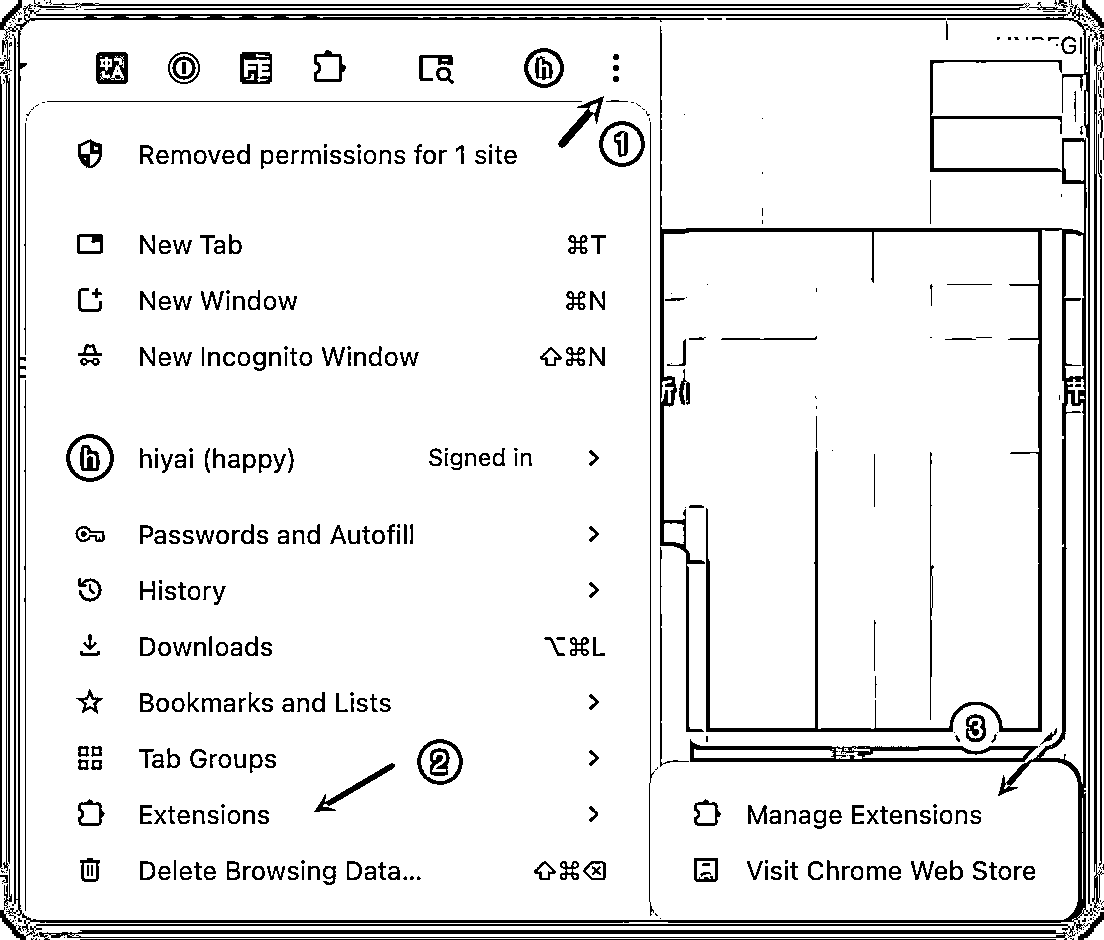 h
1
Removed permissions for 1 site
New Tab ⌘T
New Window ⌘N
New Incognito Window ⇧⌘N
h hiyai (happy) Signed in
Passwords and Autofill
History
Downloads ⌥⌘L
Bookmarks and Lists
Tab Groups
2
3
Extensions
Manage Extensions
Delete Browsing Data... ⇧⌘⌫
Visit Chrome Web Store